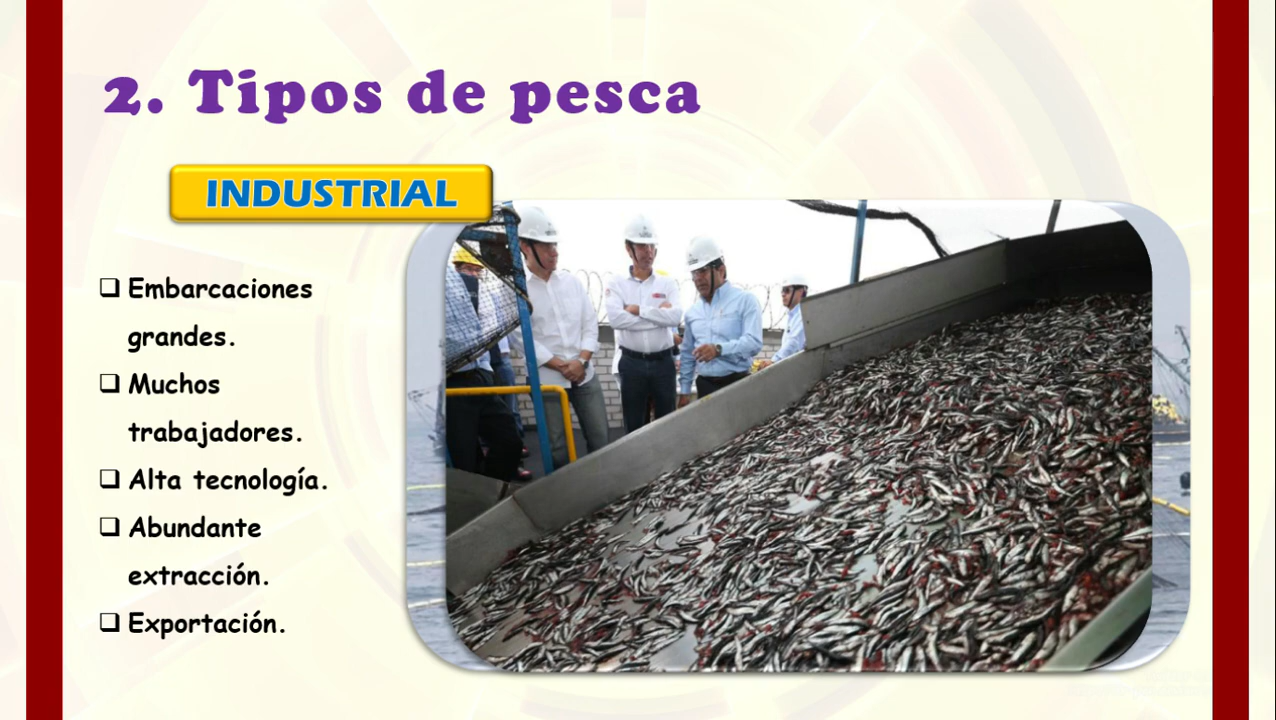 2. Tipos de pesca
INDUSTRIAL
Embarcaciones
grandes.
Muchos
trabajadores.
Alta tecnología.
Abundante
extracción.
Exportación.